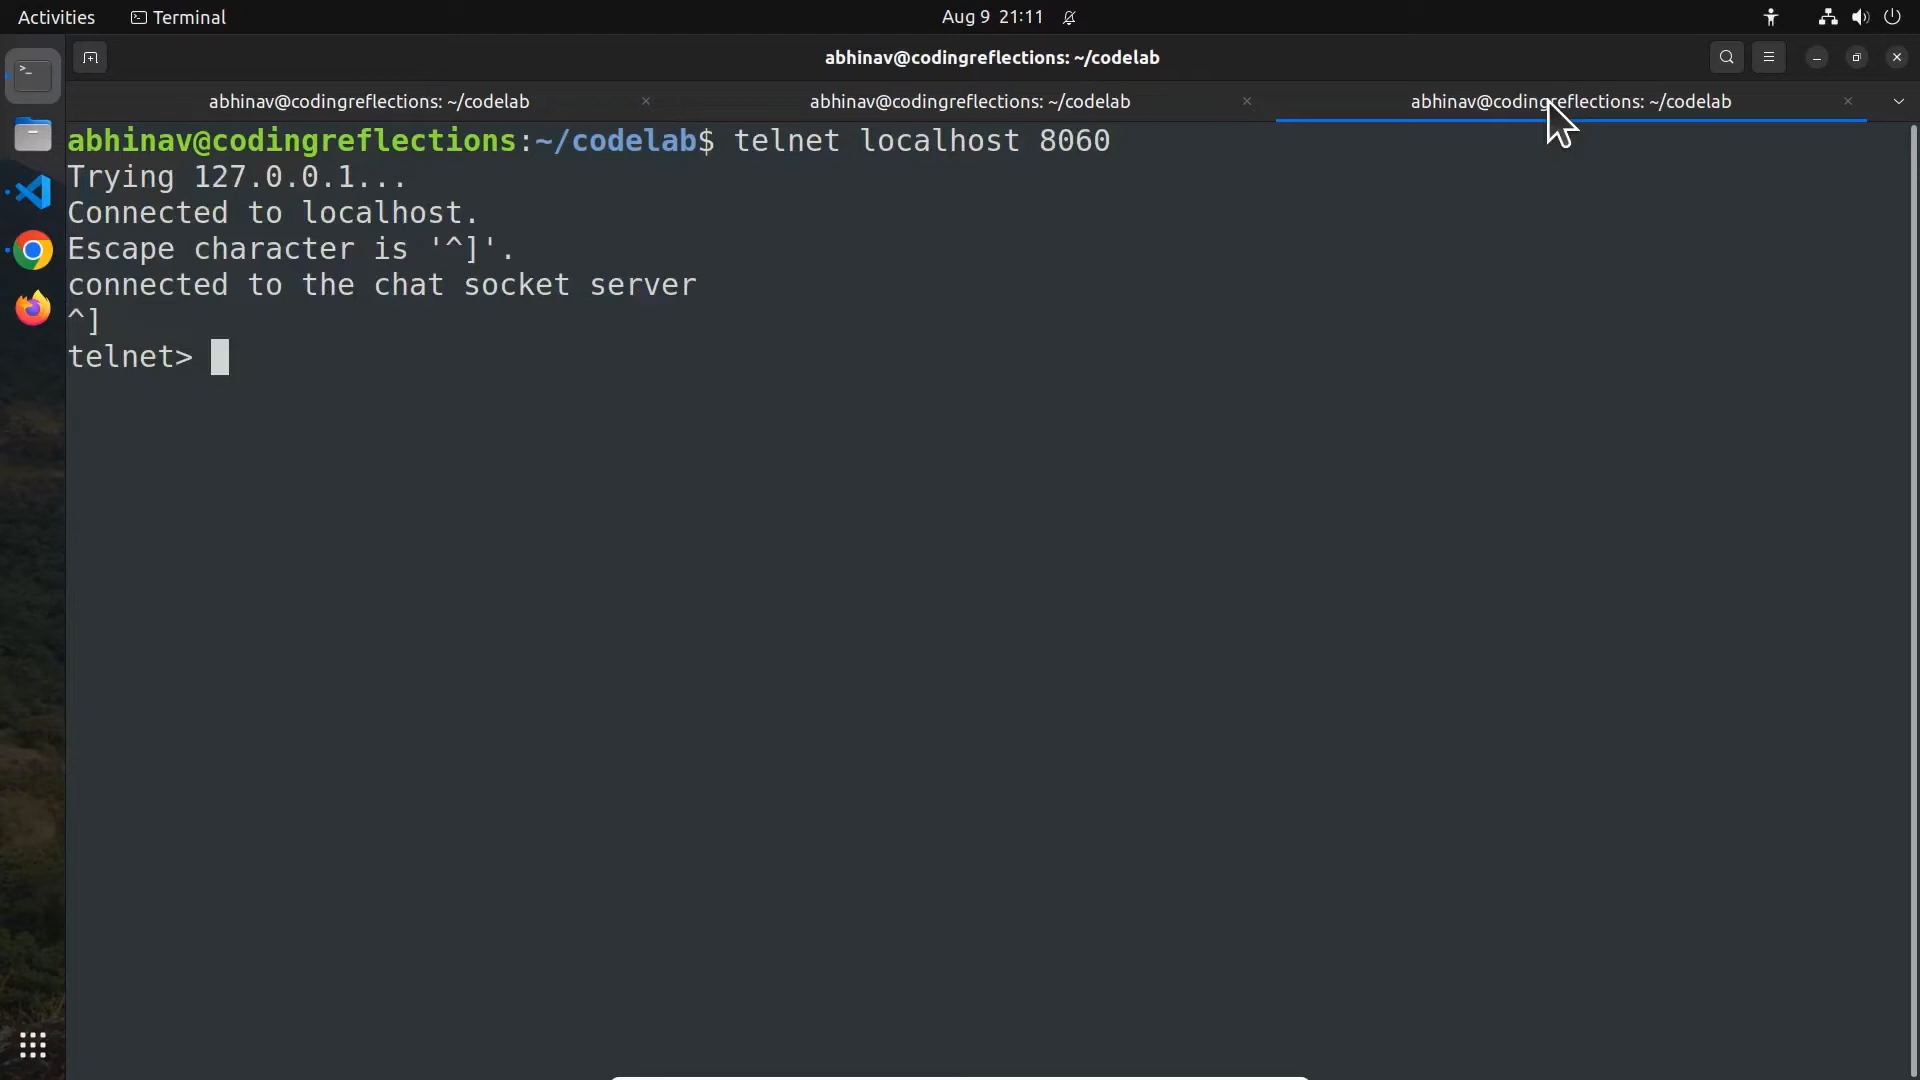 Activities
Terminal
Aug 9 21:11
abhinav@codingreflections: ~/codelab
abhinav@codingreflections: ~/codelab
abhinav@codingreflections: ~/codelab
abhinav@codingreflections: ~/codelab
abhinav@codingreflections:~/codelab$ telnet localhost 8060
Trying 127.0.0.1...
Connected to localhost.
Escape character is '^]'.
connected to the chat socket server
^]
telnet>